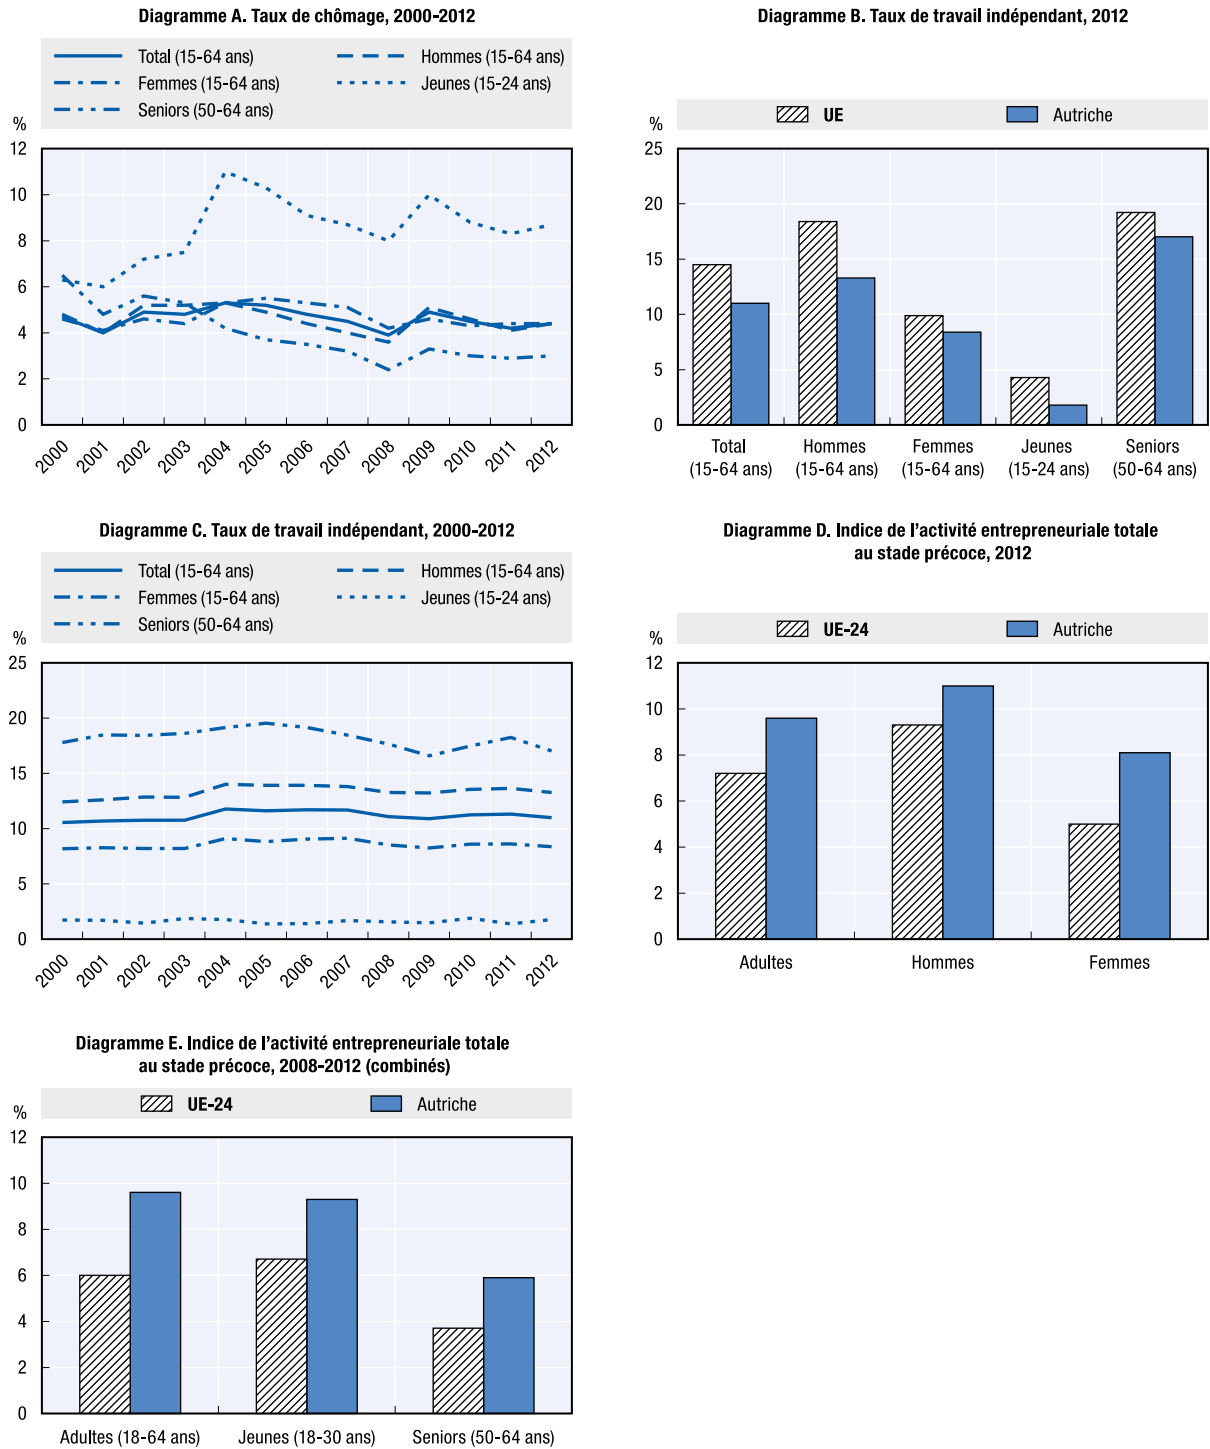 Diagramme A. Taux de chômage, 2000-2012
Total (15-64 ans)
Hommes (15-64 ans)
Femmes (15-64 ans)
Jeunes (15-24 ans)
Seniors (50-64 ans)
%
12
10
8
6
4
2
0
2000
2001
2002
2003
2004
2005
2006
2007
2008
2009
2010
2011
2012
Diagramme B. Taux de travail indépendant, 2012
UE
Autriche
%
25
20
15
10
5
0
Total
(15-64 ans)
Hommes
(15-64 ans)
Femmes
(15-64 ans)
Jeunes
(15-24 ans)
Seniors
(50-64 ans)
Diagramme C. Taux de travail indépendant, 2000-2012
Total (15-64 ans)
Hommes (15-64 ans)
Femmes (15-64 ans)
Jeunes (15-24 ans)
Seniors (50-64 ans)
%
25
20
15
10
5
0
2000
2001
2002
2003
2004
2005
2006
2007
2008
2009
2010
2011
2012
Diagramme D. Indice de l'activité entrepreneuriale totale
au stade précoce, 2012
UE-24
Autriche
%
12
10
8
6
4
2
0
Adultes
Hommes
Femmes
Diagramme E. Indice de l'activité entrepreneuriale totale
au stade précoce, 2008-2012 (combinés)
UE-24
Autriche
%
12
10
8
6
4
2
0
Adultes (18-64 ans)
Jeunes (18-30 ans)
Seniors (50-64 ans)